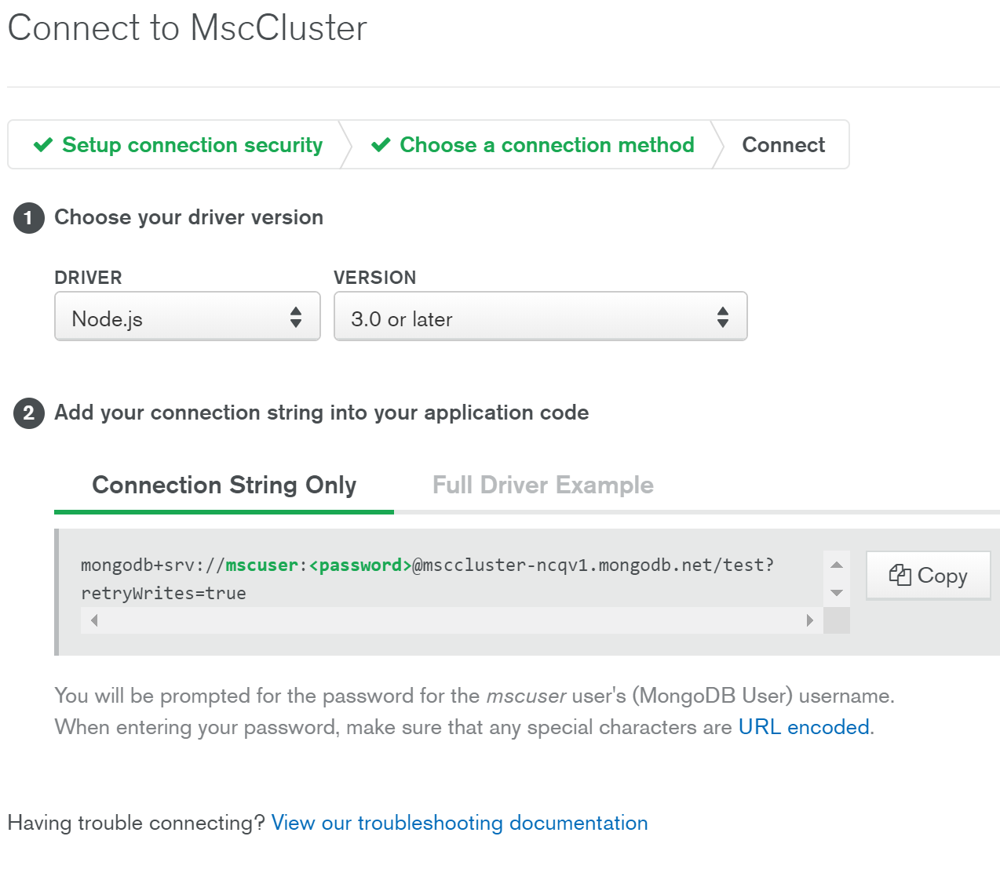 Connect to MscCluster
Setup connection security
Choose a connection method
Connect
1 Choose your driver version
DRIVER
VERSION
Node.js
3.0 or later
2 Add your connection string into your application code
Connection String Only
Full Driver Example
mongodb+srv://mscuser:<password>@msccluster-ncqv1.mongodb.net/test?
retryWrites=true
Copy
You will be prompted for the password for the mscuser user's (MongoDB User) username.
When entering your password, make sure that any special characters are URL encoded.
Having trouble connecting? View our troubleshooting documentation